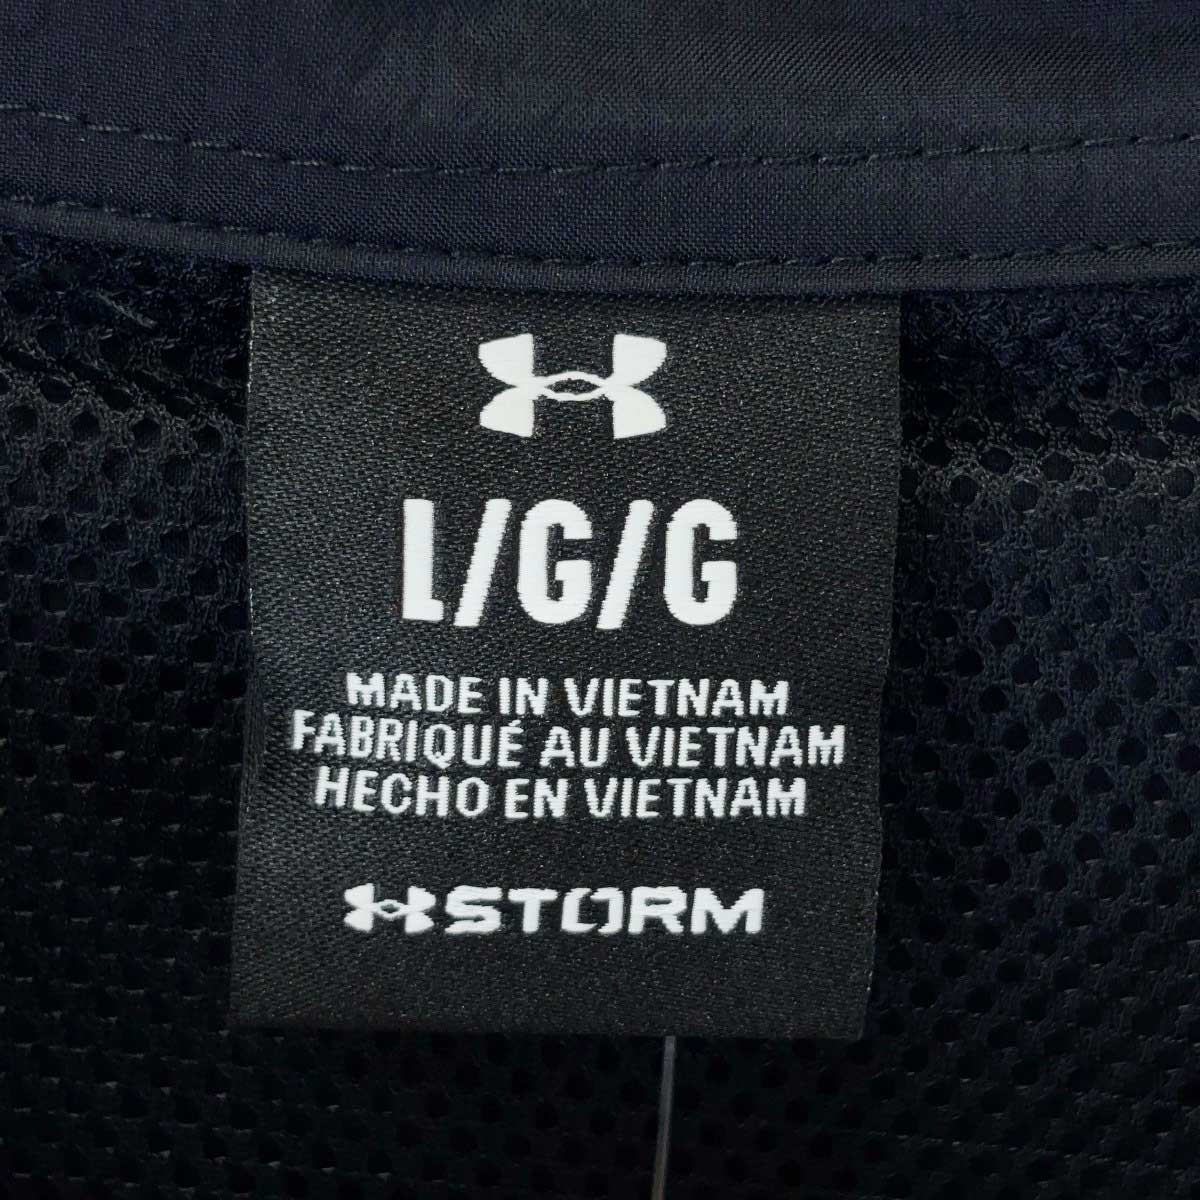 L/G/G
MADE IN VIETNAM
FABRIQUÉ AU VIETNAM
HECHO EN VIETNAM
STORM